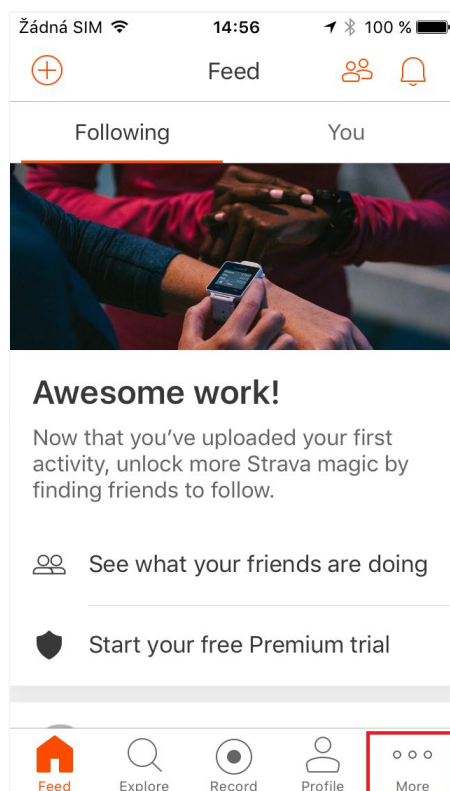 Žádná SIM 14:56 100 %
Feed
Following You
Awesome work!
Now that you've uploaded your first
activity, unlock more Strava magic by
finding friends to follow.
See what your friends are doing
Start your free Premium trial
Feed Explore Record Profile More